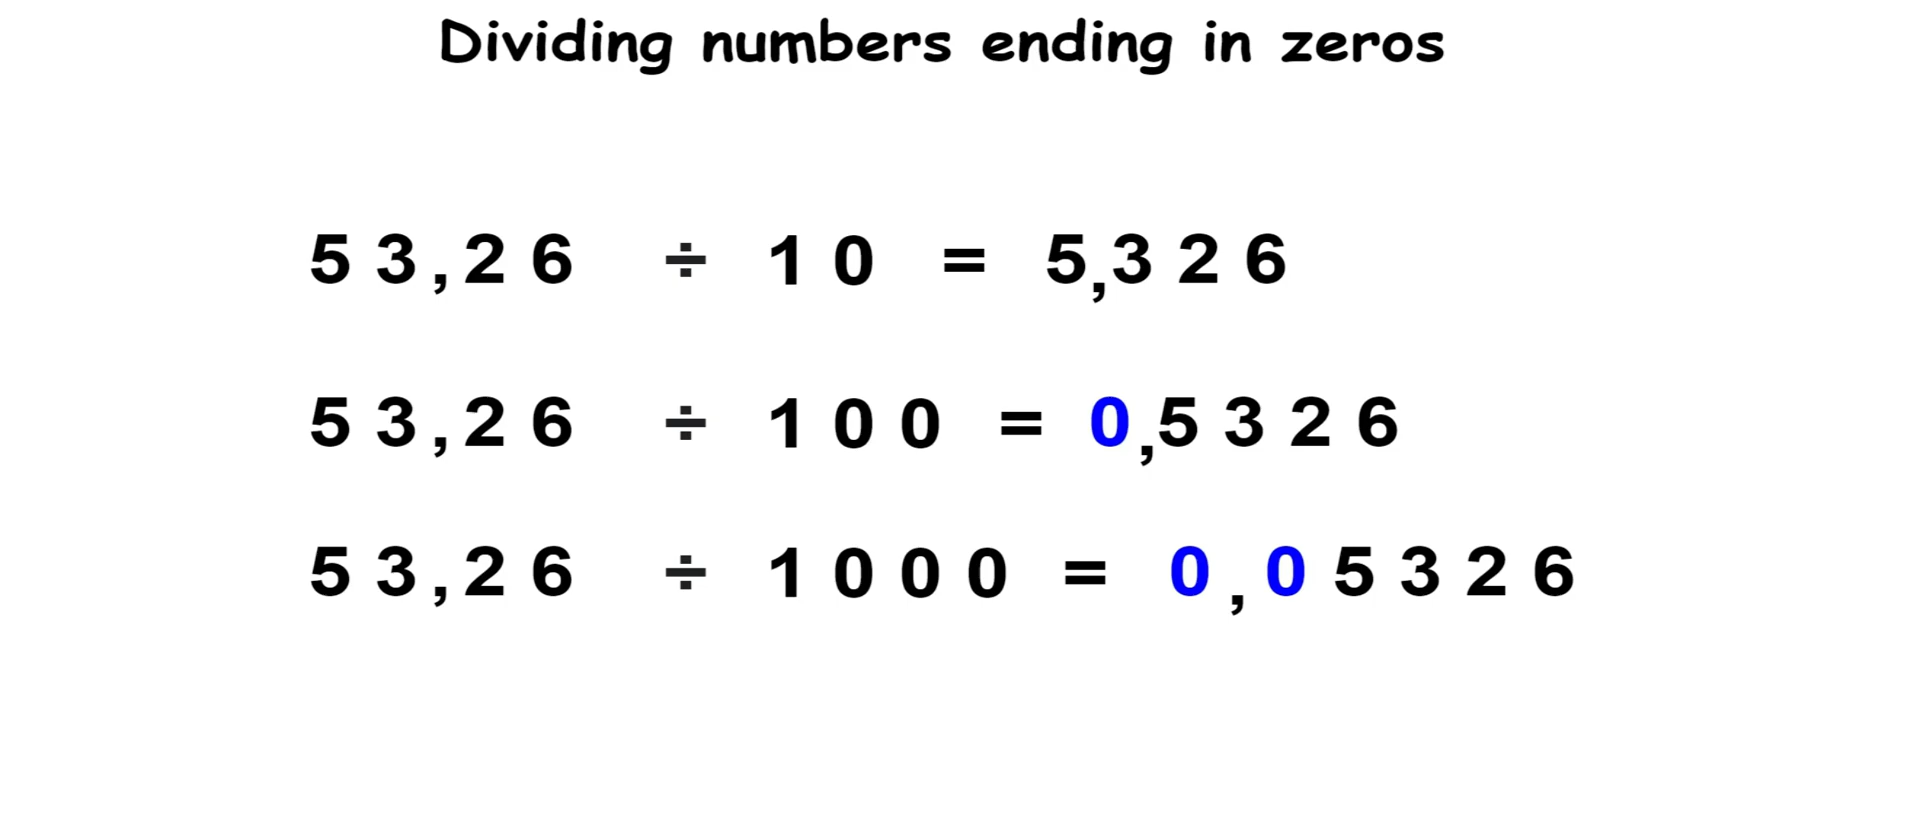 Dividing numbers ending in zeros
53,26 ÷ 10 = 5,326
53,26 ÷ 100 = 0,5326
53,26 ÷ 1000 = 0,05326